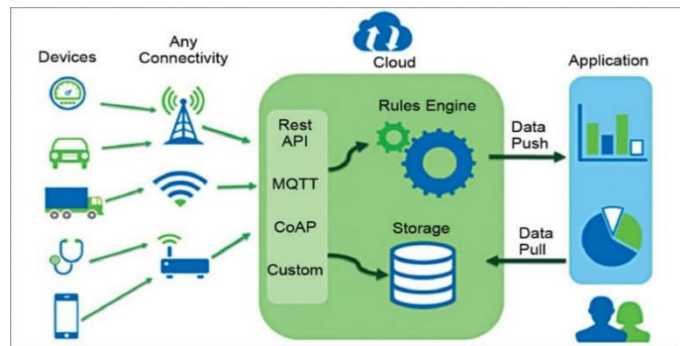 Devices
Any
Connectivity
Cloud
Application
Rest
API
MQTT
CoAP
Custom
Rules Engine
Storage
Data
Push
Data
Pull